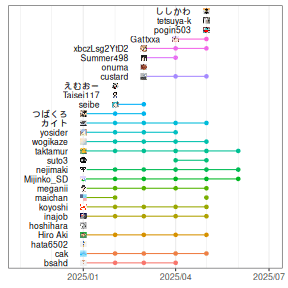 ししかわ
tetsuya-k
pogin503
Gattxxa
xbczLsg2YtD2
Summer498
onuma
custard
えむおー
Taisei117
seibe
つばくろ
カイト
yosider
wogikaze
taktamur
suto3
nejimaki
Mijinko_SD
meganii
maichan
koyoshi
inajob
hoshihara
Hiro Aki
hata6502
cak
bsahd
2025/01 2025/04 2025/07